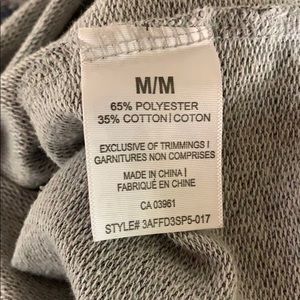 M/M
65% POLYESTER
35% COTTON | COTON
EXCLUSIVE OF TRIMMINGS |
GARNITURES NON COMPRISES
MADE IN CHINA |
FABRIQUÉ EN CHINE
CA 03961
STYLE# 3AFFD3SP5-017